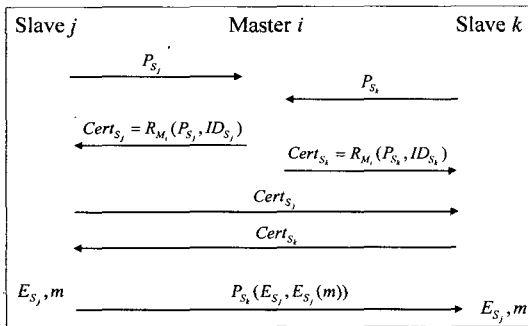 Slave j Master i Slave k
P_{S_j}
P_{S_k}
Cert_{S_j} = R_{M_i}(P_{S_j}, ID_{S_j})
Cert_{S_k} = R_{M_i}(P_{S_k}, ID_{S_k})
Cert_{S_j}
Cert_{S_k}
E_{S_j}, m P_{S_k}(E_{S_j}, E_{S_j}(m)) E_{S_j}, m